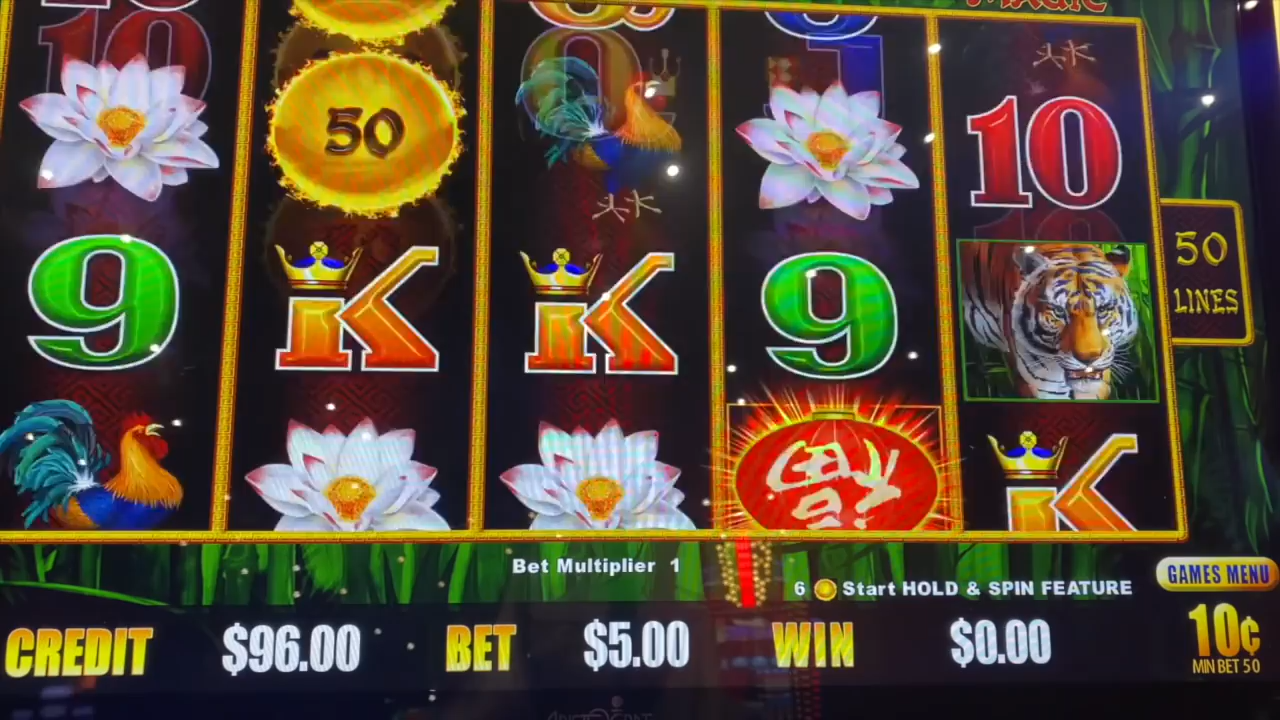 MAGIC
10
50
10
9
K
K
9
50
LINES
K
Bet Multiplier 1
6 Start HOLD & SPIN FEATURE
GAMES MENU
CREDIT $96.00 BET $5.00 WIN $0.00
10¢
MIN BET 50